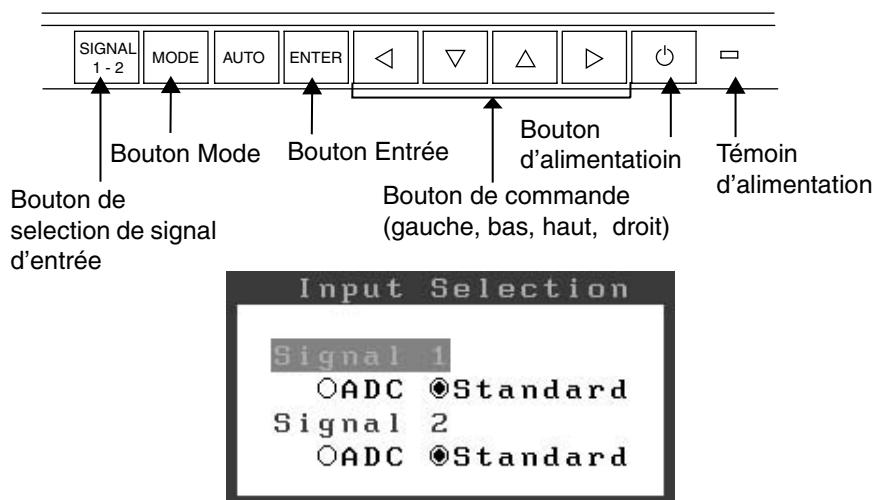 SIGNAL
1 - 2
MODE
AUTO
ENTER
Bouton Mode
Bouton Entrée
Bouton
d'alimentatioin
Témoin
d'alimentation
Bouton de
selection de signal
d'entrée
Bouton de commande
(gauche, bas, haut, droit)
Input Selection
Signal 1
○ADC ◉Standard
Signal 2
○ADC ◉Standard